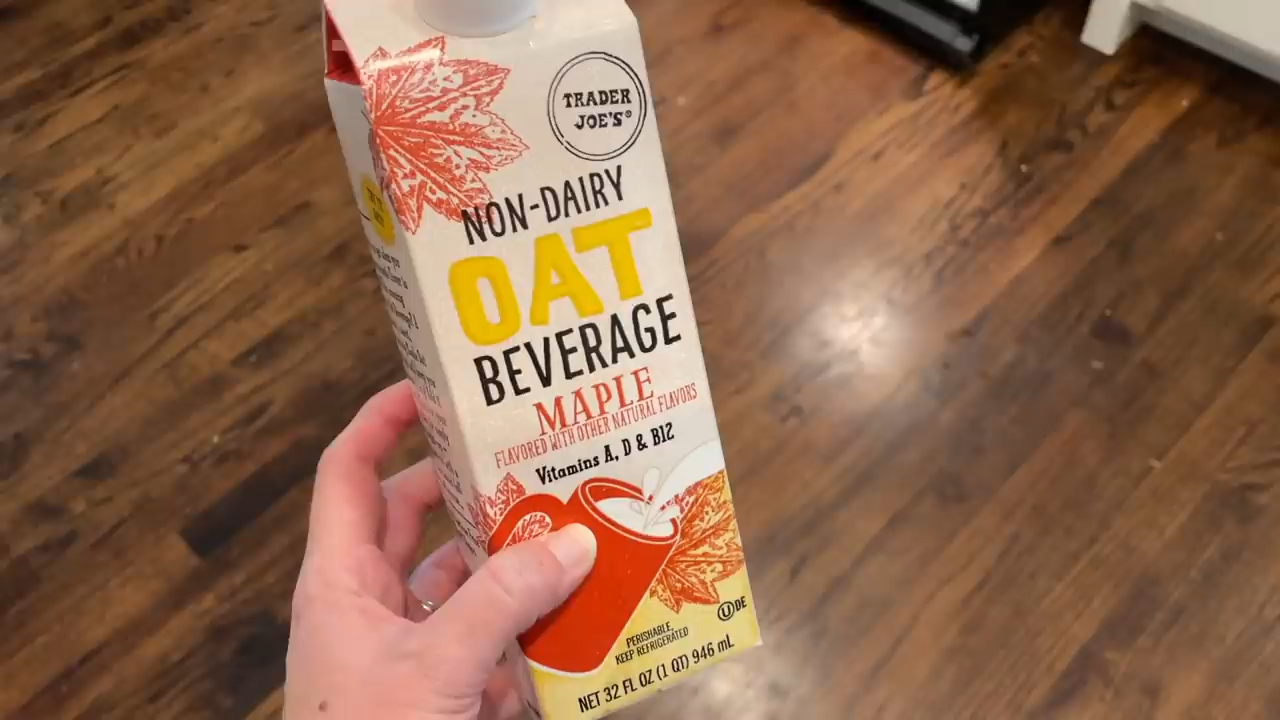 TRADER
JOE'S®
NON-DAIRY
OAT
BEVERAGE
MAPLE
FLAVORED WITH OTHER NATURAL FLAVORS
Vitamins A, D & B12
U DE
PERISHABLE,
KEEP REFRIGERATED
NET 32 FL OZ (1 QT) 946 mL